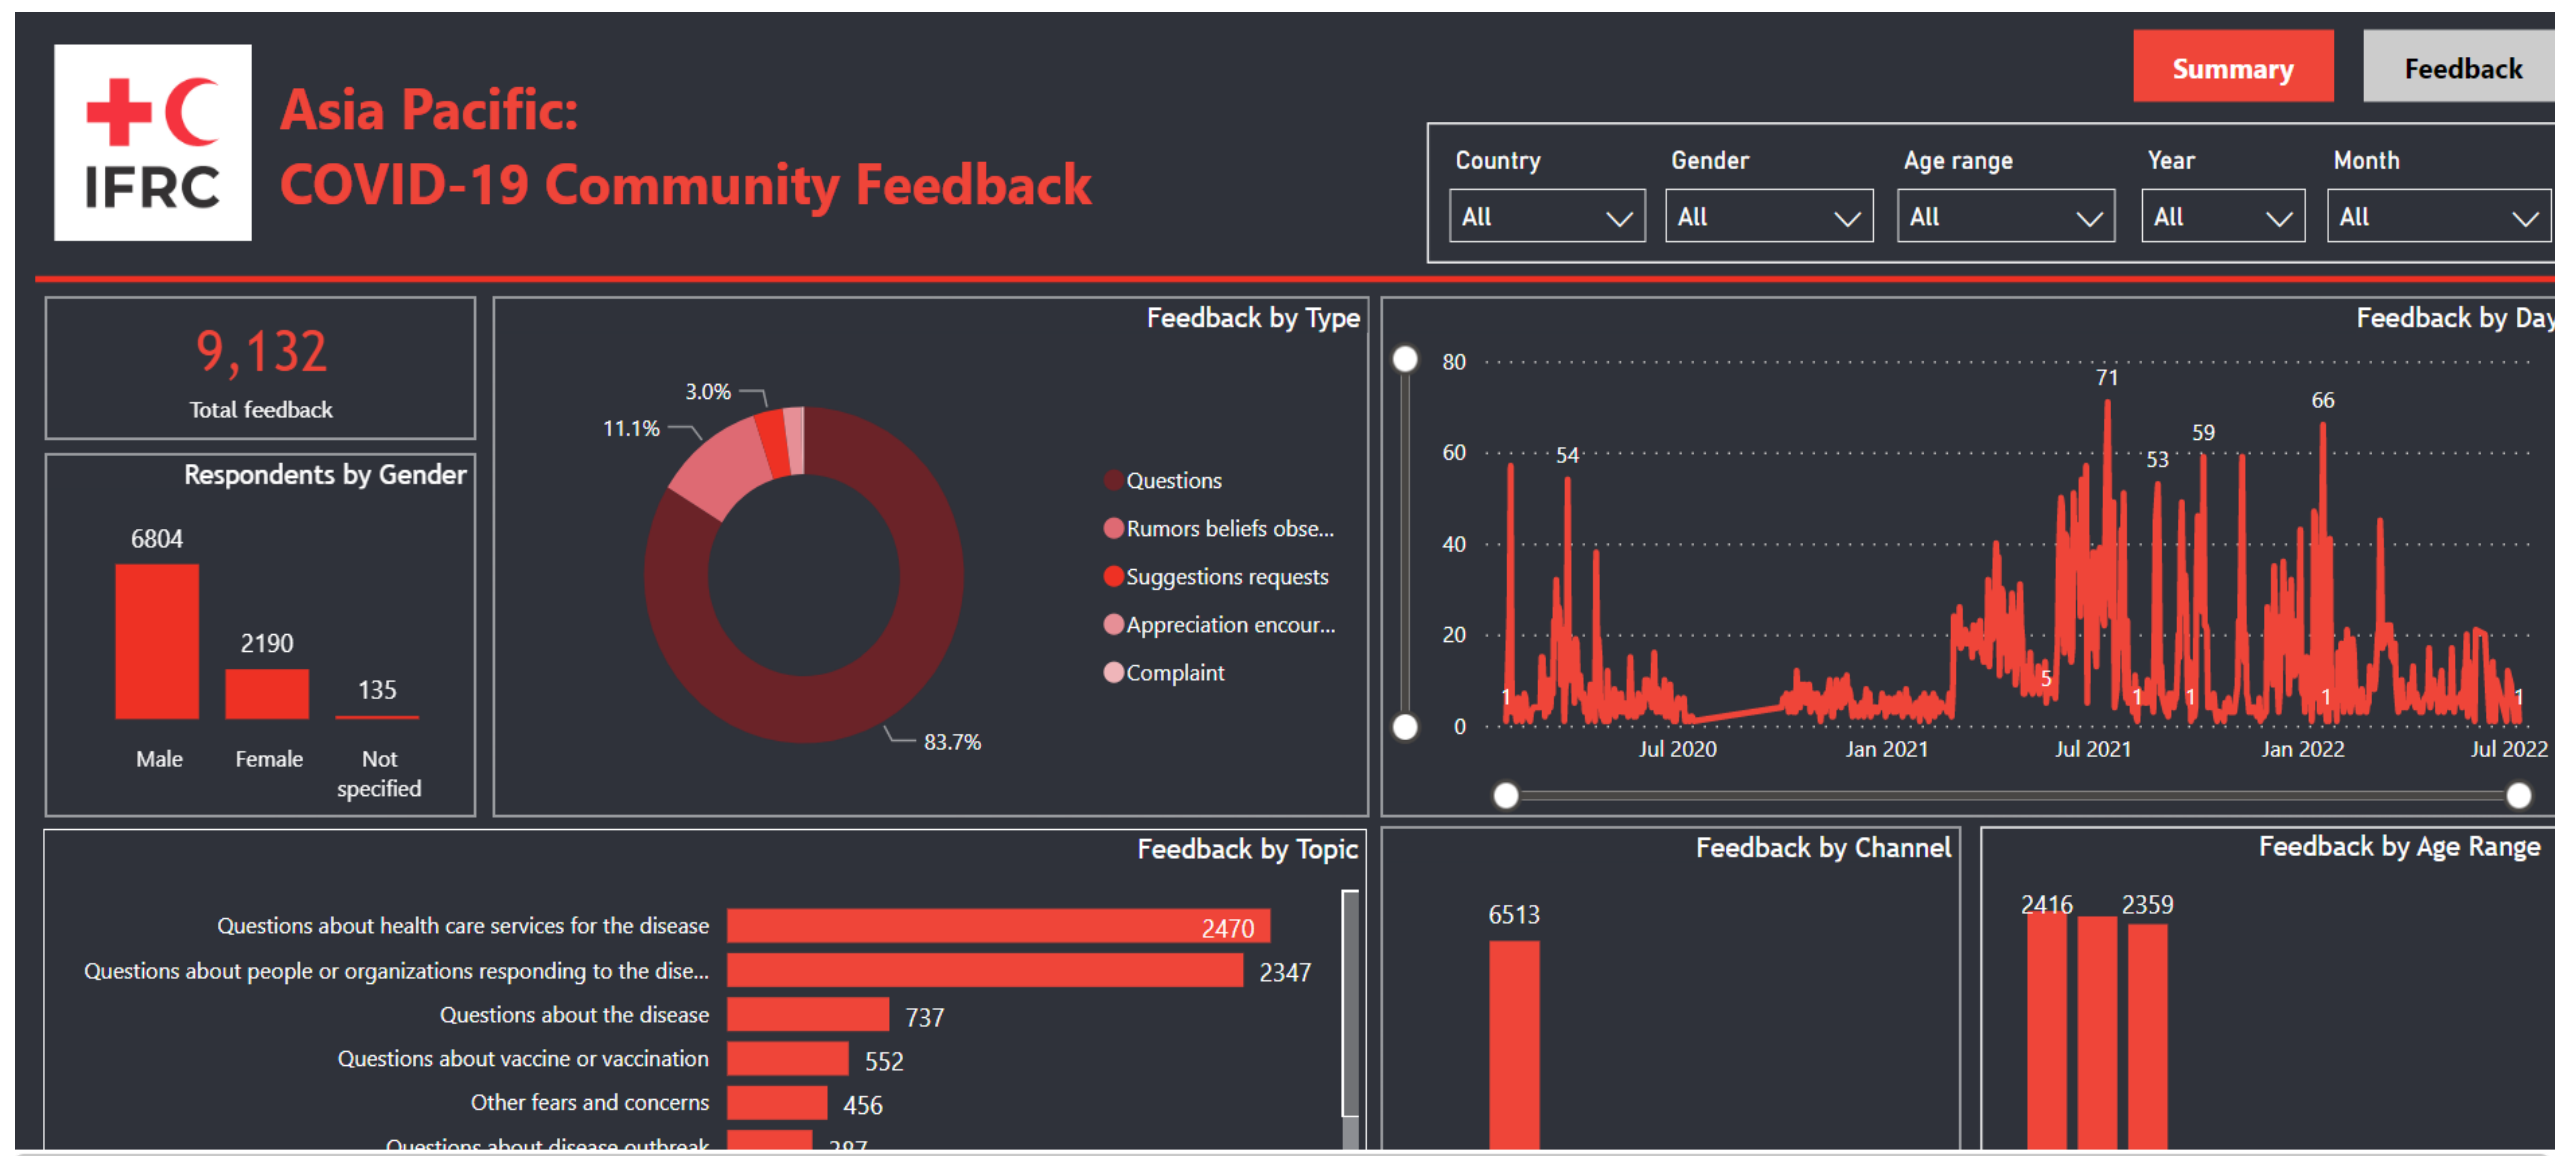 IFRC
Asia Pacific:
COVID-19 Community Feedback
Summary
Feedback
Country
Gender
Age range
Year
Month
All
All
All
All
All
9,132
Total feedback
Respondents by Gender
6804
2190
135
Male
Female
Not
specified
Feedback by Type
3.0%
11.1%
83.7%
Questions
Rumors beliefs obse...
Suggestions requests
Appreciation encour...
Complaint
Feedback by Day
80
60
40
20
0
1
54
5
71
1
53
1
59
66
1
1
Jul 2020
Jan 2021
Jul 2021
Jan 2022
Jul 2022
Feedback by Topic
Questions about health care services for the disease
2470
Questions about people or organizations responding to the dise...
2347
Questions about the disease
737
Questions about vaccine or vaccination
552
Other fears and concerns
456
Questions about disease outbreak
Feedback by Channel
6513
Feedback by Age Range
2416
2359